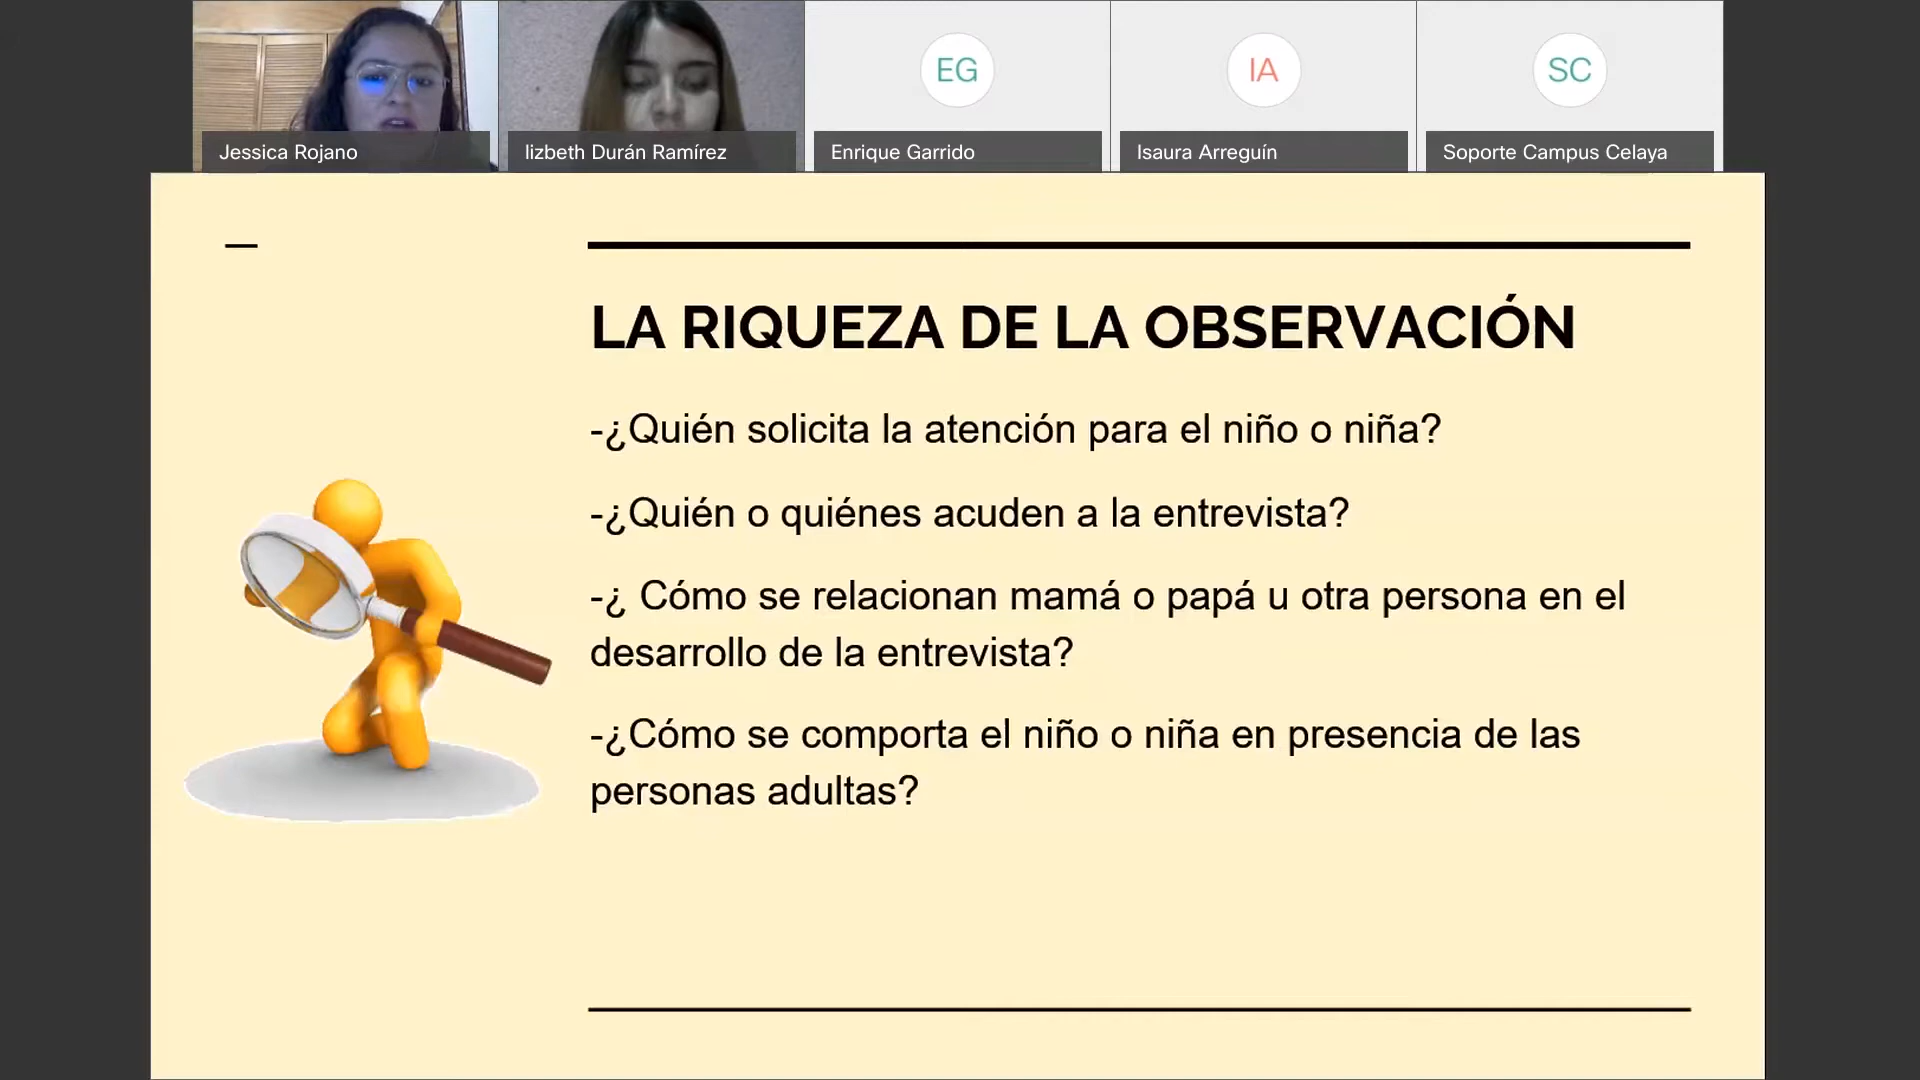 EG
IA
SC
Jessica Rojano
lizbeth Durán Ramírez
Enrique Garrido
Isaura Arreguín
Soporte Campus Celaya
LA RIQUEZA DE LA OBSERVACIÓN
-¿Quién solicita la atención para el niño o niña?
-¿Quién o quiénes acuden a la entrevista?
-¿ Cómo se relacionan mamá o papá u otra persona en el
desarrollo de la entrevista?
-¿Cómo se comporta el niño o niña en presencia de las
personas adultas?